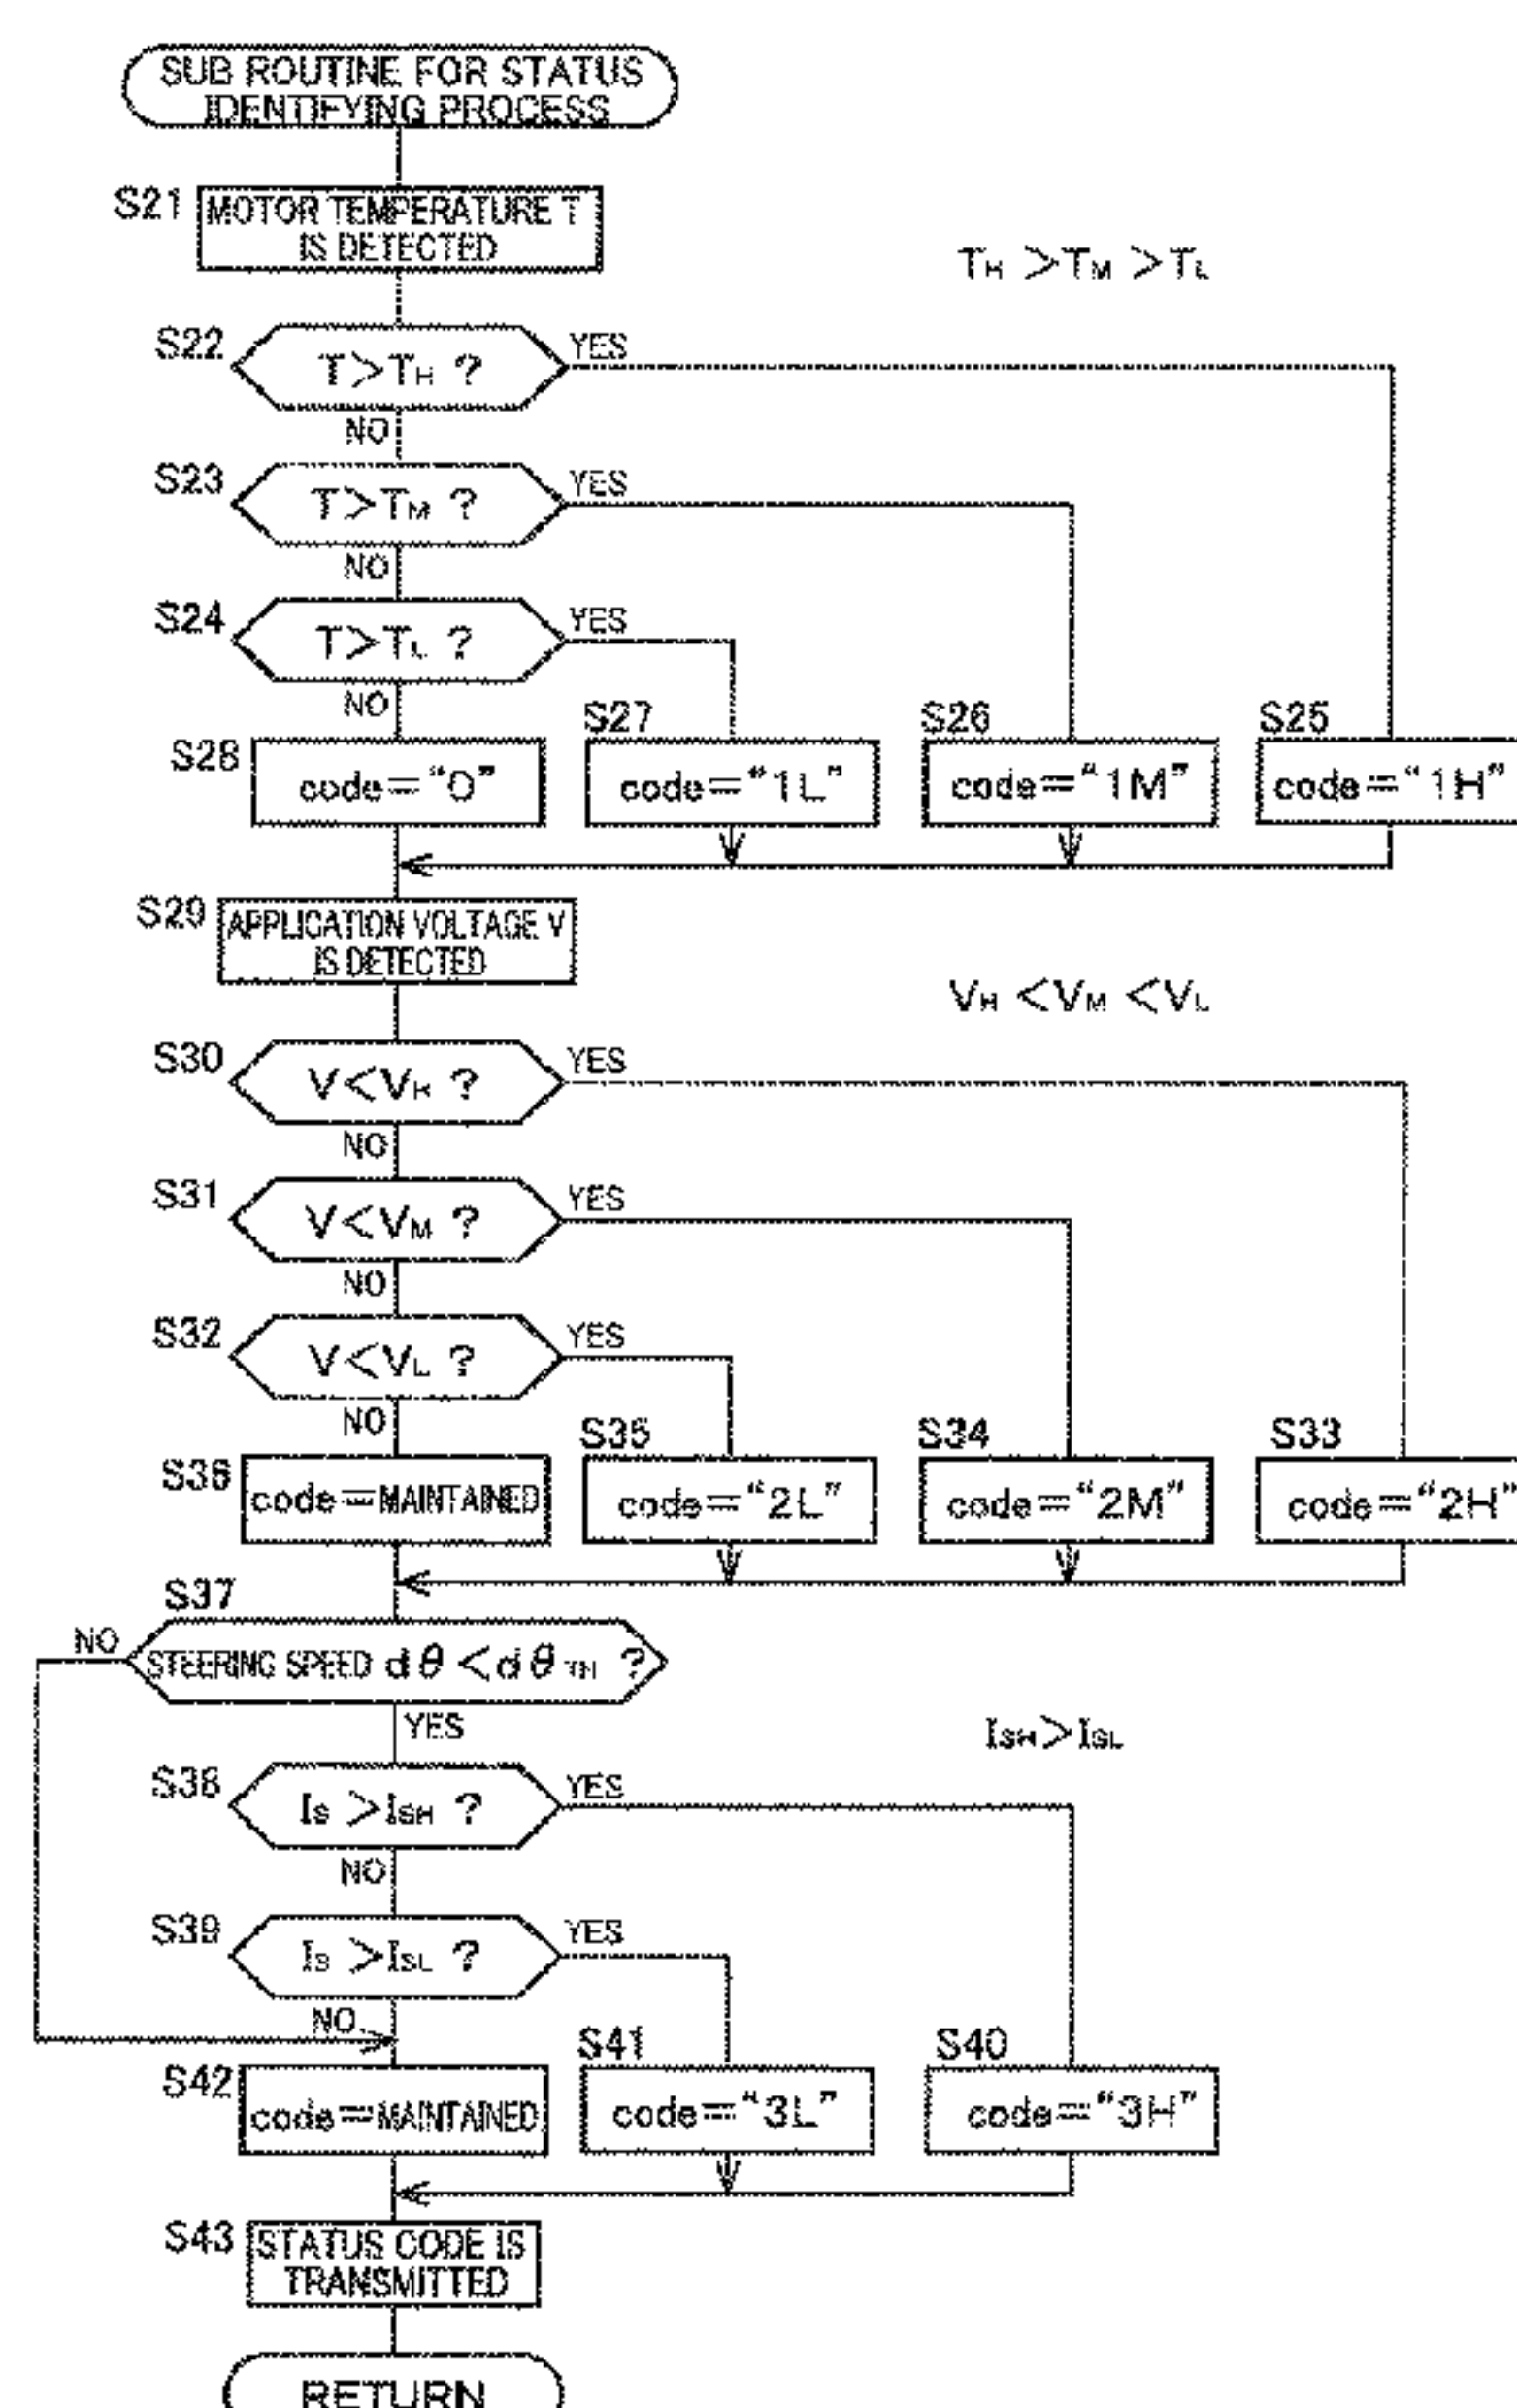 SUB ROUTINE FOR STATUS
IDENTIFYING PROCESS
S21
MOTOR TEMPERATURE T
IS DETECTED
TH >TM >TL
S22
T>TH ?
YES
NO
S23
T>TM ?
YES
NO
S24
T>TL ?
YES
NO
S28
code="0"
S27
code="1L"
S26
code="1M"
S25
code="1H"
S29
APPLICATION VOLTAGE V
IS DETECTED
VH <VM <VL
S30
V<VH ?
YES
NO
S31
V<VM ?
YES
NO
S32
V<VL ?
YES
NO
S36
code=MAINTAINED
S35
code="2L"
S34
code="2M"
S33
code="2H"
S37
STEERING SPEED dθ<dθTH ?
NO
YES
ISH>ISL
S38
IS >ISH ?
YES
NO
S39
IS >ISL ?
YES
NO
S42
code=MAINTAINED
S41
code="3L"
S40
code="3H"
S43
STATUS CODE IS
TRANSMITTED
RETURN